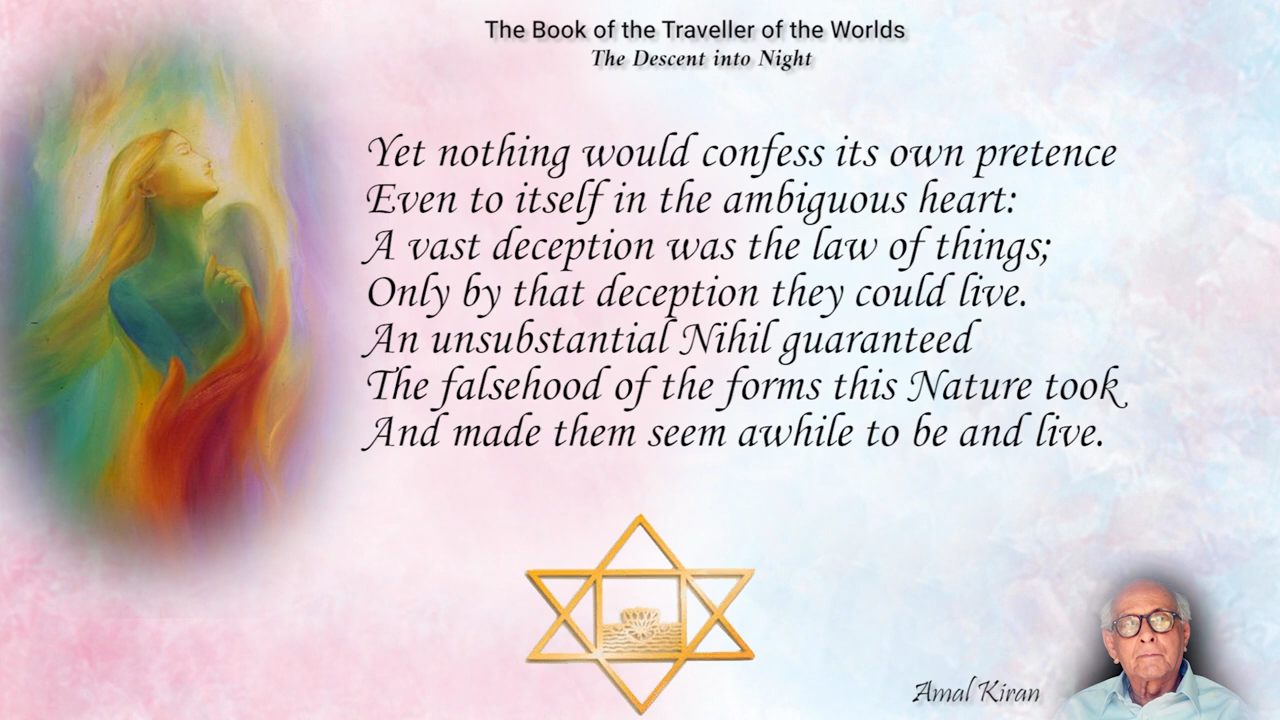 The Book of the Traveller of the Worlds
The Descent into Night
Yet nothing would confess its own pretence
Even to itself in the ambiguous heart:
A vast deception was the law of things;
Only by that deception they could live.
An unsubstantial Nihil guaranteed
The falsehood of the forms this Nature took
And made them seem awhile to be and live.
Amal Kiran